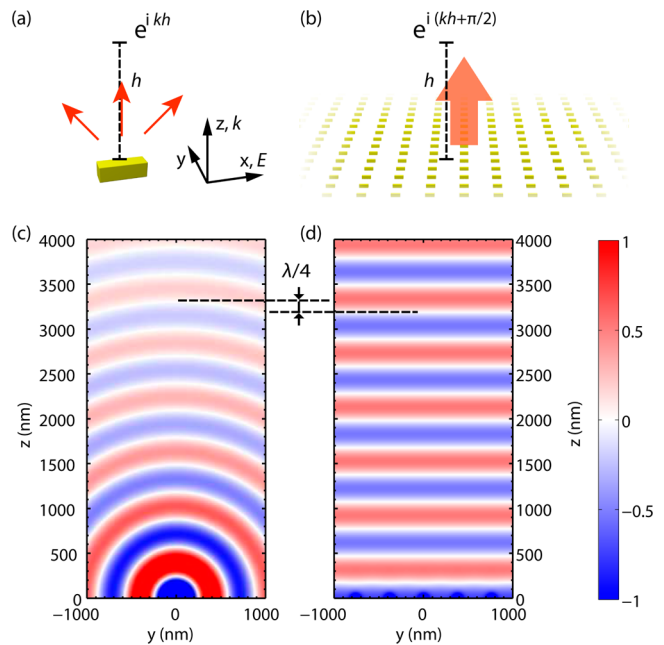 (a)
e^{i kh}
h
z, k
y
x, E
(b)
e^{i (kh+π/2)}
h
(c)
4000
3500
3000
2500
2000
1500
1000
500
0
z (nm)
−1000
0
1000
y (nm)
λ/4
(d)
4000
3500
3000
2500
2000
1500
1000
500
0
z (nm)
−1000
0
1000
y (nm)
1
0.5
0
−0.5
−1